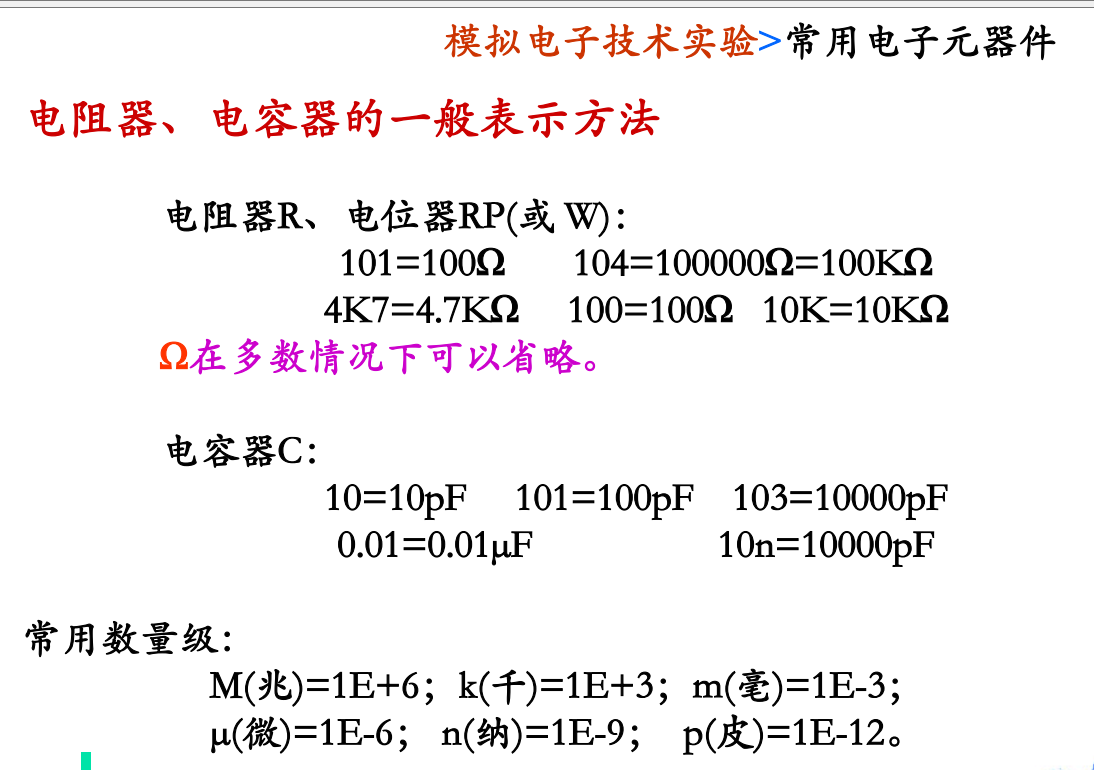 模拟电子技术实验>常用电子元器件
电阻器、电容器的一般表示方法
电阻器R、电位器RP(或 W)：
101=100Ω 104=100000Ω=100KΩ
4K7=4.7KΩ 100=100Ω 10K=10KΩ
Ω在多数情况下可以省略。
电容器C：
10=10pF 101=100pF 103=10000pF
0.01=0.01μF 10n=10000pF
常用数量级：
M(兆)=1E+6；k(千)=1E+3；m(毫)=1E-3；
μ(微)=1E-6； n(纳)=1E-9； p(皮)=1E-12。